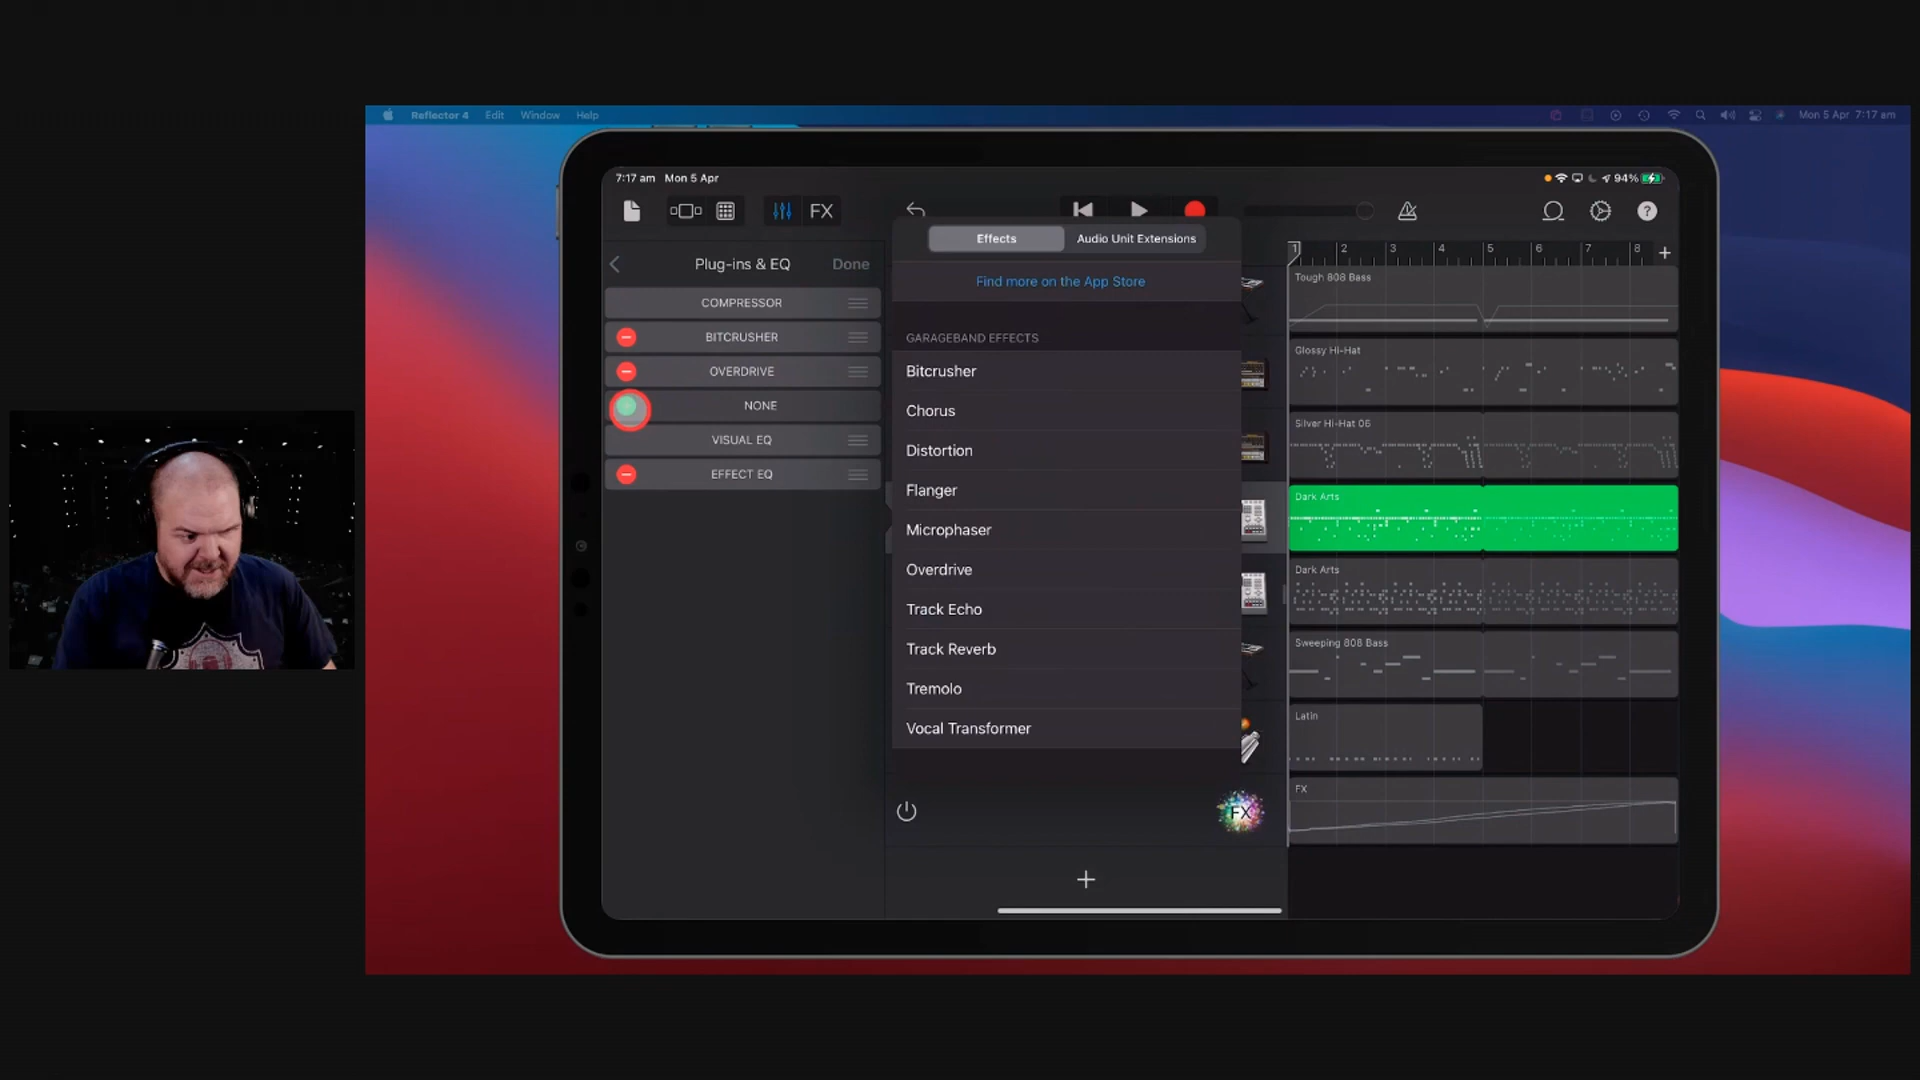 Reflector 4 Edit Window Help Mon 5 Apr 7:17 am
7:17 am Mon 5 Apr 94%
FX
Effects Audio Unit Extensions
Find more on the App Store
Plug-ins & EQ Done
COMPRESSOR
BITCRUSHER
OVERDRIVE
NONE
VISUAL EQ
EFFECT EQ
GARAGEBAND EFFECTS
Bitcrusher
Chorus
Distortion
Flanger
Microphaser
Overdrive
Track Echo
Track Reverb
Tremolo
Vocal Transformer
FX
+
?
1 2 3 4 5 6 7 8 +
Tough 808 Bass
Glossy Hi-Hat
Silver Hi-Hat 06
Dark Arts
Dark Arts
Sweeping 808 Bass
Latin
FX